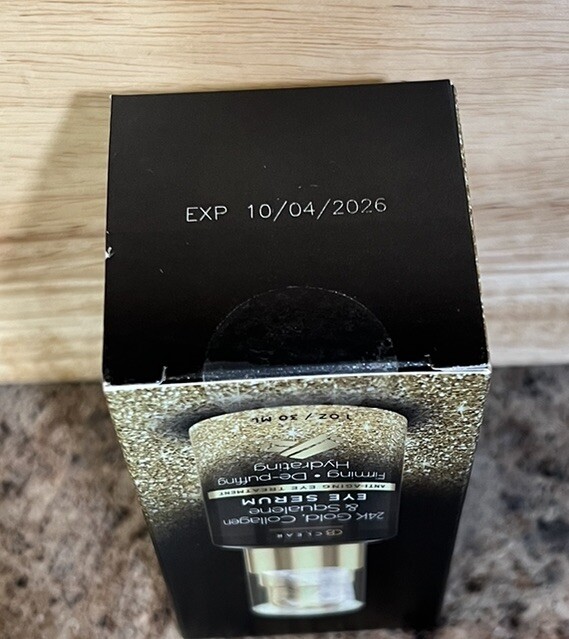 EXP 10/04/2026
CLEAR
24K Gold, Collagen
& Squalene
EYE SERUM
ANTI-AGING EYE TREATMENT
Firming • De-puffing
Hydrating
1 OZ / 30 ML